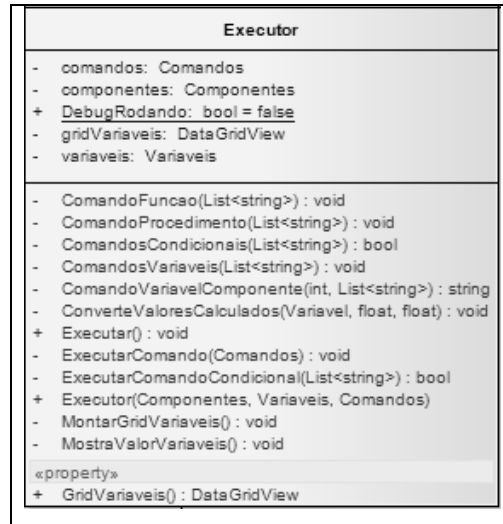 Executor
- comandos: Comandos
- componentes: Componentes
+ DebugRodando: bool = false
- gridVariaveis: DataGridView
- variaveis: Variaveis
- ComandoFuncao(List<string>) : void
- ComandoProcedimento(List<string>) : void
- ComandosCondicionais(List<string>) : bool
- ComandosVariaveis(List<string>) : void
- ComandoVariavelComponente(int, List<string>) : string
- ConverteValoresCalculados(Variavel, float, float) : void
+ Executar() : void
- ExecutarComando(Comandos) : void
- ExecutarComandoCondicional(List<string>) : bool
+ Executor(Componentes, Variaveis, Comandos)
- MontarGridVariaveis() : void
- MostraValorVariaveis() : void
«property»
+ GridVariaveis() : DataGridView